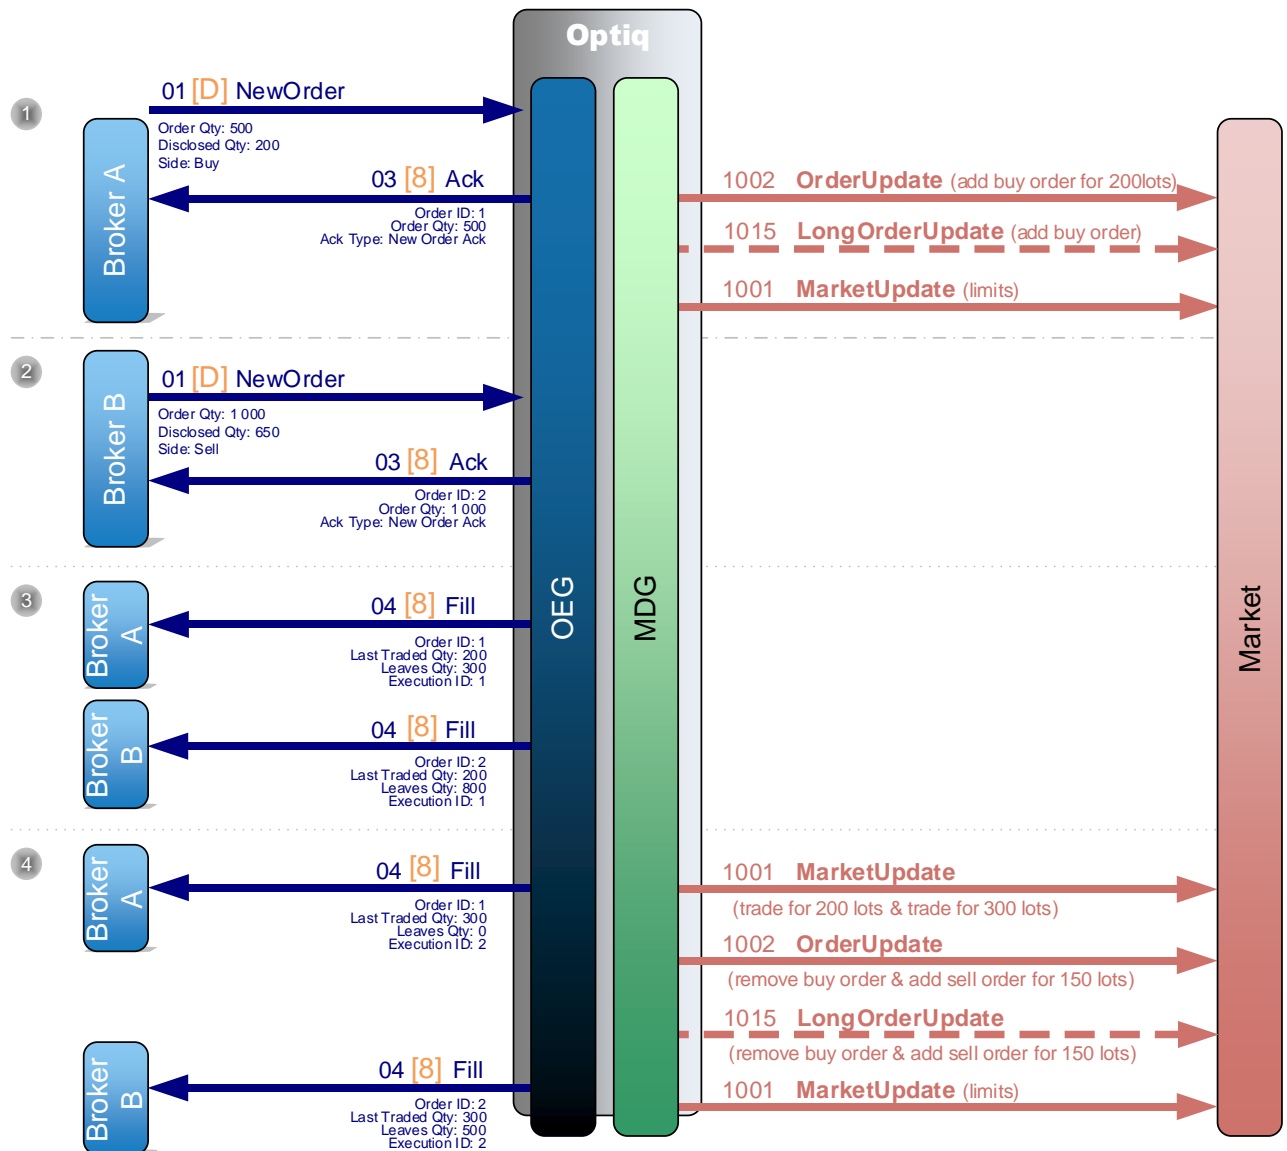 Optiq
1
01 [D] NewOrder
Order Qty: 500
Disclosed Qty: 200
Side: Buy
Broker A
03 [8] Ack
Order ID: 1
Order Qty: 500
Ack Type: New Order Ack
1002 OrderUpdate (add buy order for 200lots)
1015 LongOrderUpdate (add buy order)
1001 MarketUpdate (limits)
2
01 [D] NewOrder
Order Qty: 1 000
Disclosed Qty: 650
Side: Sell
Broker B
03 [8] Ack
Order ID: 2
Order Qty: 1 000
Ack Type: New Order Ack
OEG
MDG
Market
3
Broker
A
04 [8] Fill
Order ID: 1
Last Traded Qty: 200
Leaves Qty: 300
Execution ID: 1
Broker
B
04 [8] Fill
Order ID: 2
Last Traded Qty: 200
Leaves Qty: 800
Execution ID: 1
4
Broker
A
04 [8] Fill
Order ID: 1
Last Traded Qty: 300
Leaves Qty: 0
Execution ID: 2
1001 MarketUpdate
(trade for 200 lots & trade for 300 lots)
1002 OrderUpdate
(remove buy order & add sell order for 150 lots)
1015 LongOrderUpdate
(remove buy order & add sell order for 150 lots)
Broker
B
04 [8] Fill
Order ID: 2
Last Traded Qty: 300
Leaves Qty: 500
Execution ID: 2
1001 MarketUpdate (limits)